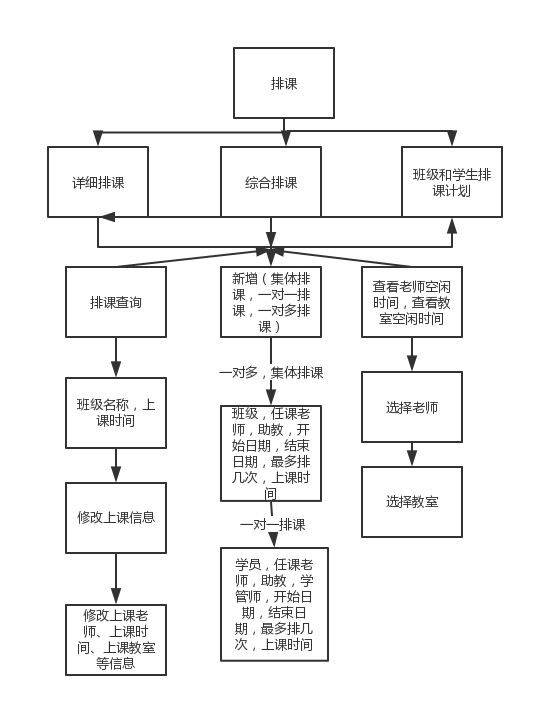 排课
详细排课
综合排课
班级和学生排
课计划
排课查询
新增（集体排
课，一对一排
课，一对多排
课）
查看老师空闲
时间，查看教
室空闲时间
一对多，集体排课
班级名称，上
课时间
班级，任课老
师，助教，开
始日期，结束
日期，最多排
几次，上课时
间
选择老师
修改上课信息
选择教室
一对一排课
学员，任课老
师，助教，学
管师，开始日
期，结束日
期，最多排几
次，上课时间
修改上课老
师、上课时
间、上课教室
等信息